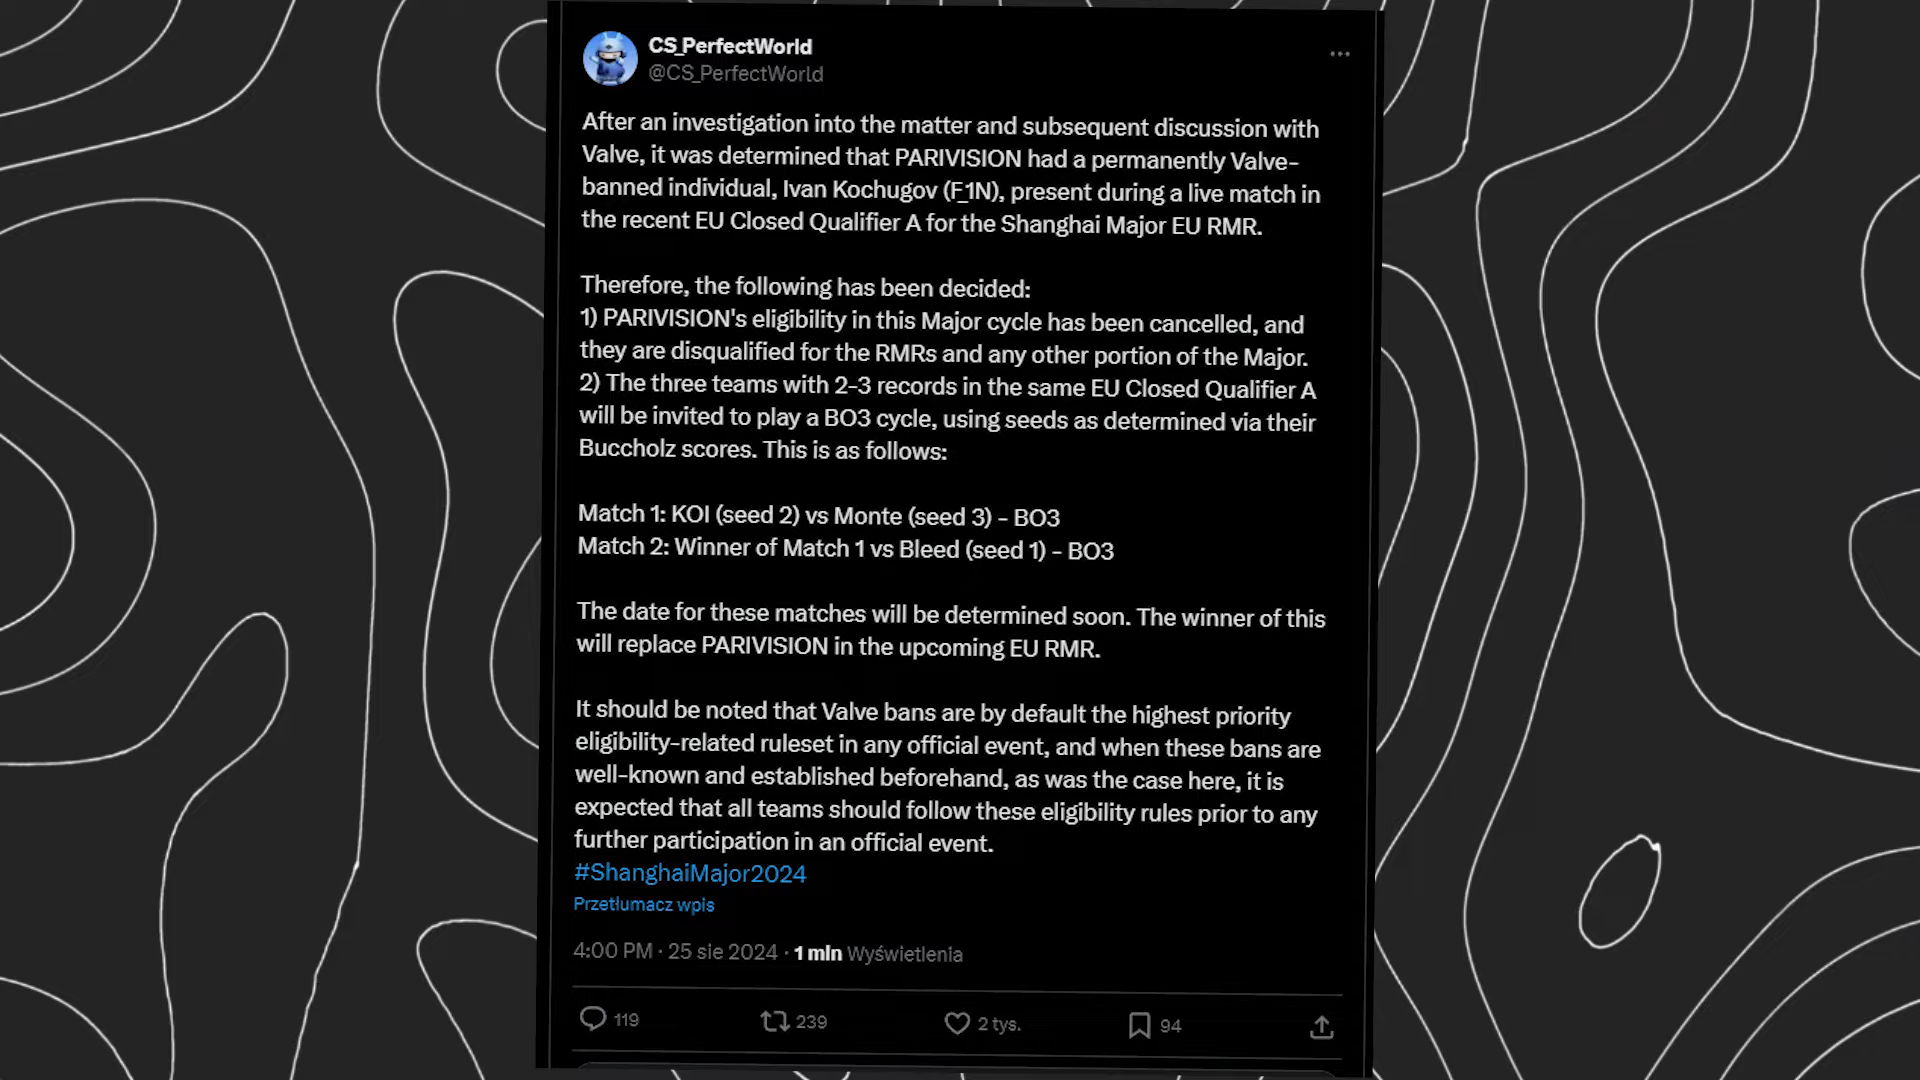 CS_PerfectWorld
@CS_PerfectWorld
After an investigation into the matter and subsequent discussion with
Valve, it was determined that PARIVISION had a permanently Valve-
banned individual, Ivan Kochugov (F_1N), present during a live match in
the recent EU Closed Qualifier A for the Shanghai Major EU RMR.
Therefore, the following has been decided:
1) PARIVISION's eligibility in this Major cycle has been cancelled, and
they are disqualified for the RMRs and any other portion of the Major.
2) The three teams with 2-3 records in the same EU Closed Qualifier A
will be invited to play a BO3 cycle, using seeds as determined via their
Buccholz scores. This is as follows:
Match 1: KOI (seed 2) vs Monte (seed 3) - BO3
Match 2: Winner of Match 1 vs Bleed (seed 1) - BO3
The date for these matches will be determined soon. The winner of this
will replace PARIVISION in the upcoming EU RMR.
It should be noted that Valve bans are by default the highest priority
eligibility-related ruleset in any official event, and when these bans are
well-known and established beforehand, as was the case here, it is
expected that all teams should follow these eligibility rules prior to any
further participation in an official event.
#ShanghaiMajor2024
Przetłumacz wpis
4:00 PM · 25 sie 2024 · 1 mln Wyświetlenia
119 239 2 tys. 94